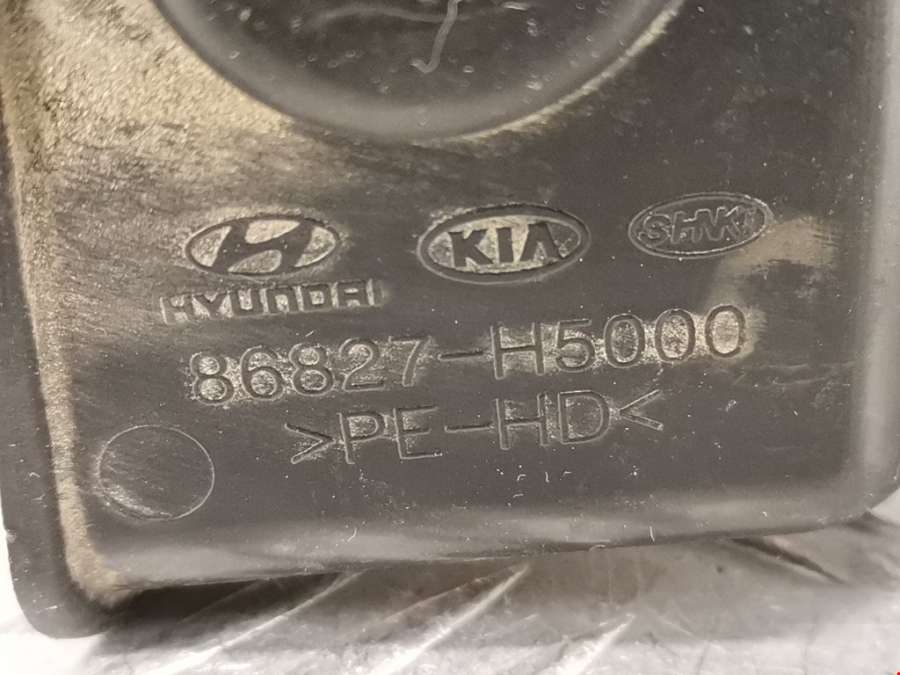 KIA
HYUNDAI
86827-H5000
>PE-HD<